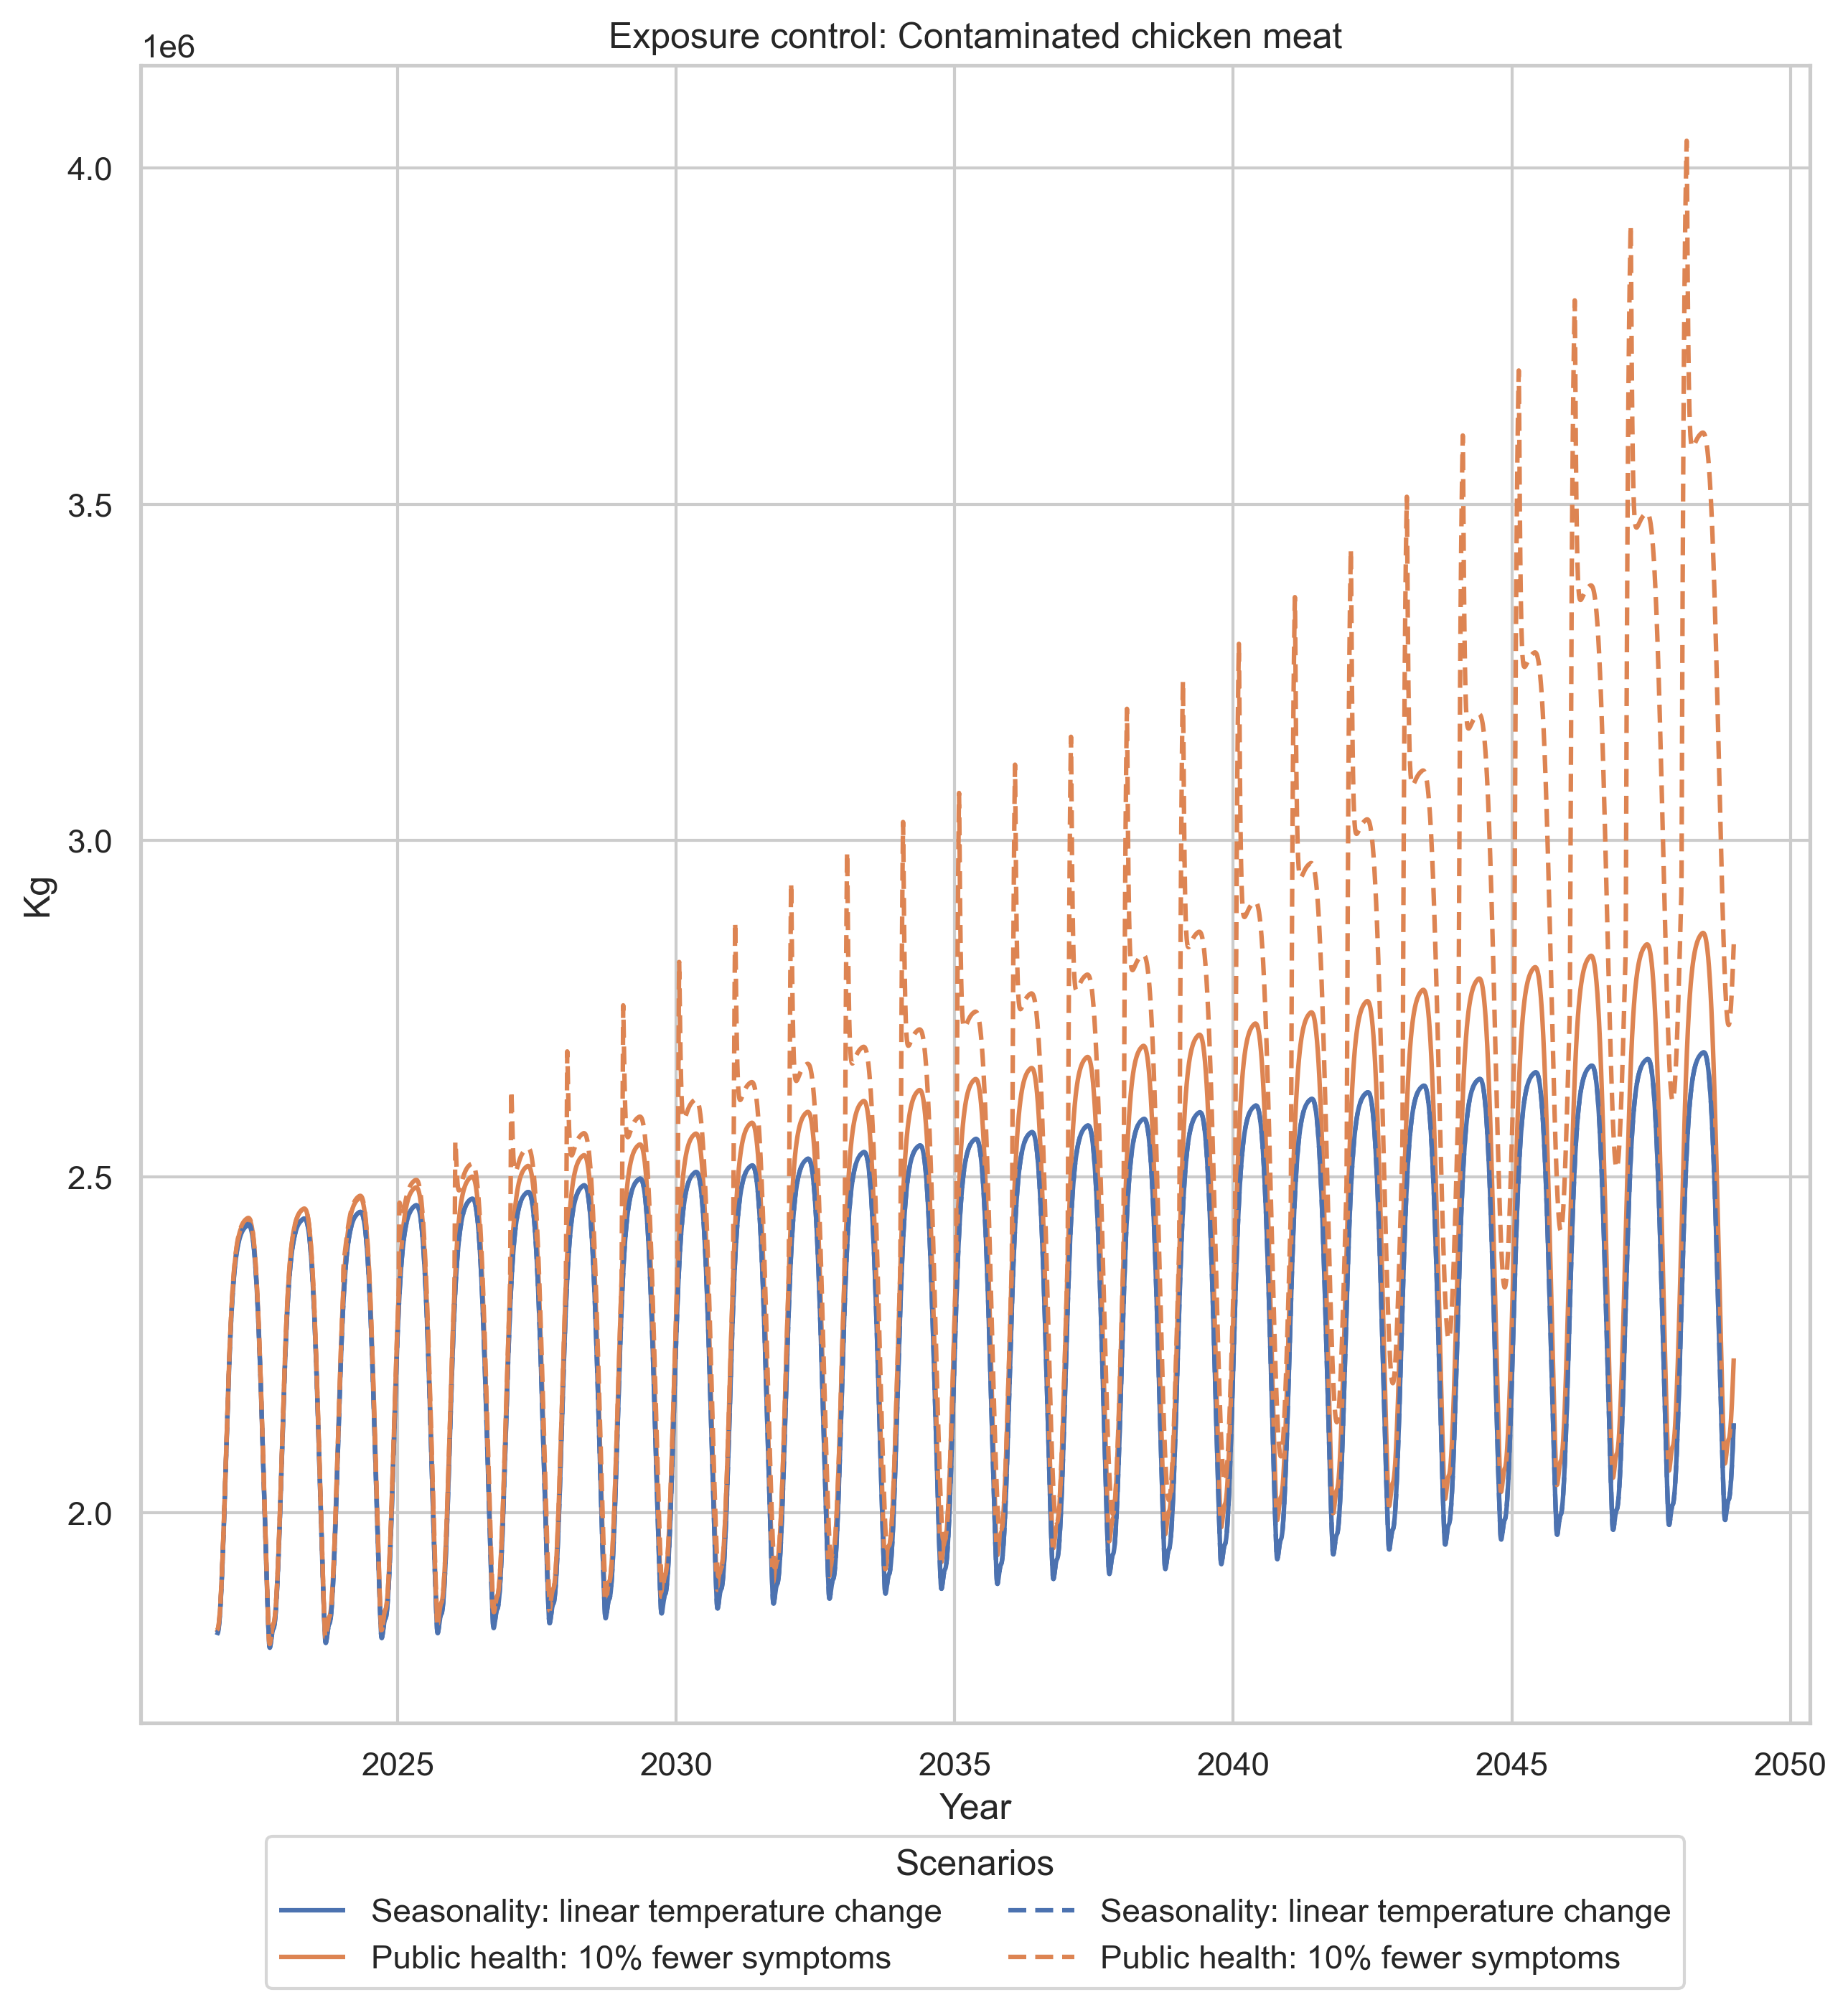 Exposure control: Contaminated chicken meat
1e6
4.0
3.5
3.0
2.5
2.0
Kg
2025 2030 2035 2040 2045 2050
Year
Scenarios
Seasonality: linear temperature change Seasonality: linear temperature change
Public health: 10% fewer symptoms Public health: 10% fewer symptoms